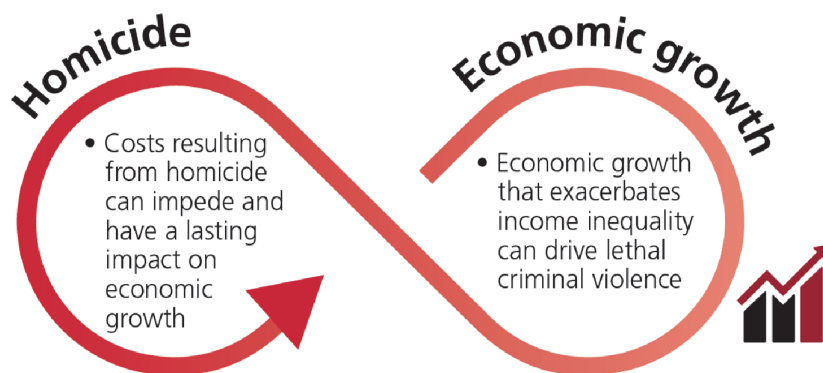 Homicide
• Costs resulting
from homicide
can impede and
have a lasting
impact on
economic
growth
Economic growth
• Economic growth
that exacerbates
income inequality
can drive lethal
criminal violence